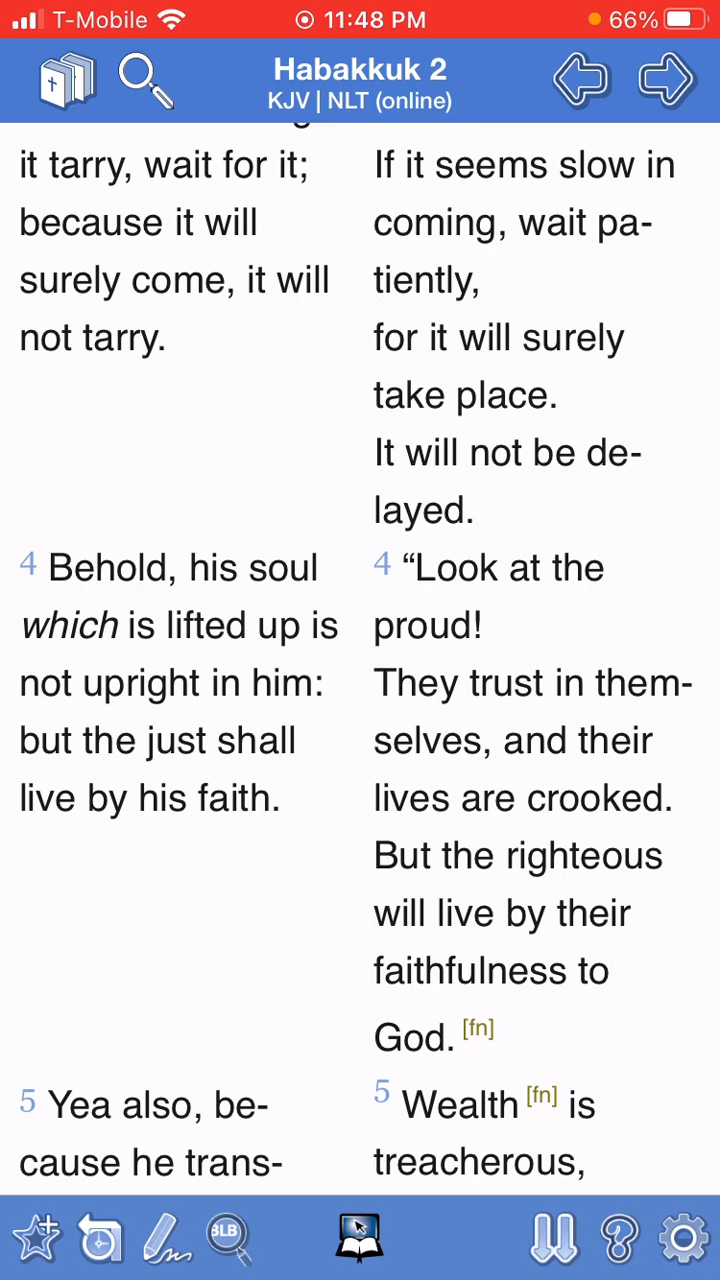 T-Mobile 11:48 PM 66%
Habakkuk 2
KJV | NLT (online)
it tarry, wait for it;
because it will
surely come, it will
not tarry.
4 Behold, his soul
which is lifted up is
not upright in him:
but the just shall
live by his faith.
5 Yea also, be-
cause he trans-
If it seems slow in
coming, wait pa-
tiently,
for it will surely
take place.
It will not be de-
layed.
4 “Look at the
proud!
They trust in them-
selves, and their
lives are crooked.
But the righteous
will live by their
faithfulness to
God. [fn]
5 Wealth [fn] is
treacherous,
BLB